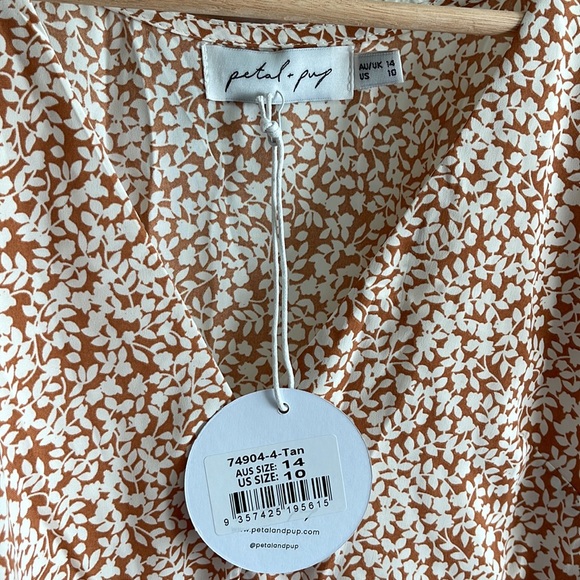 petal + pup
AU/UK 14
US 10
74904-4-Tan
AUS SIZE: 14
US SIZE: 10
9 357425 195615
www.petalandpup.com
@petalandpup